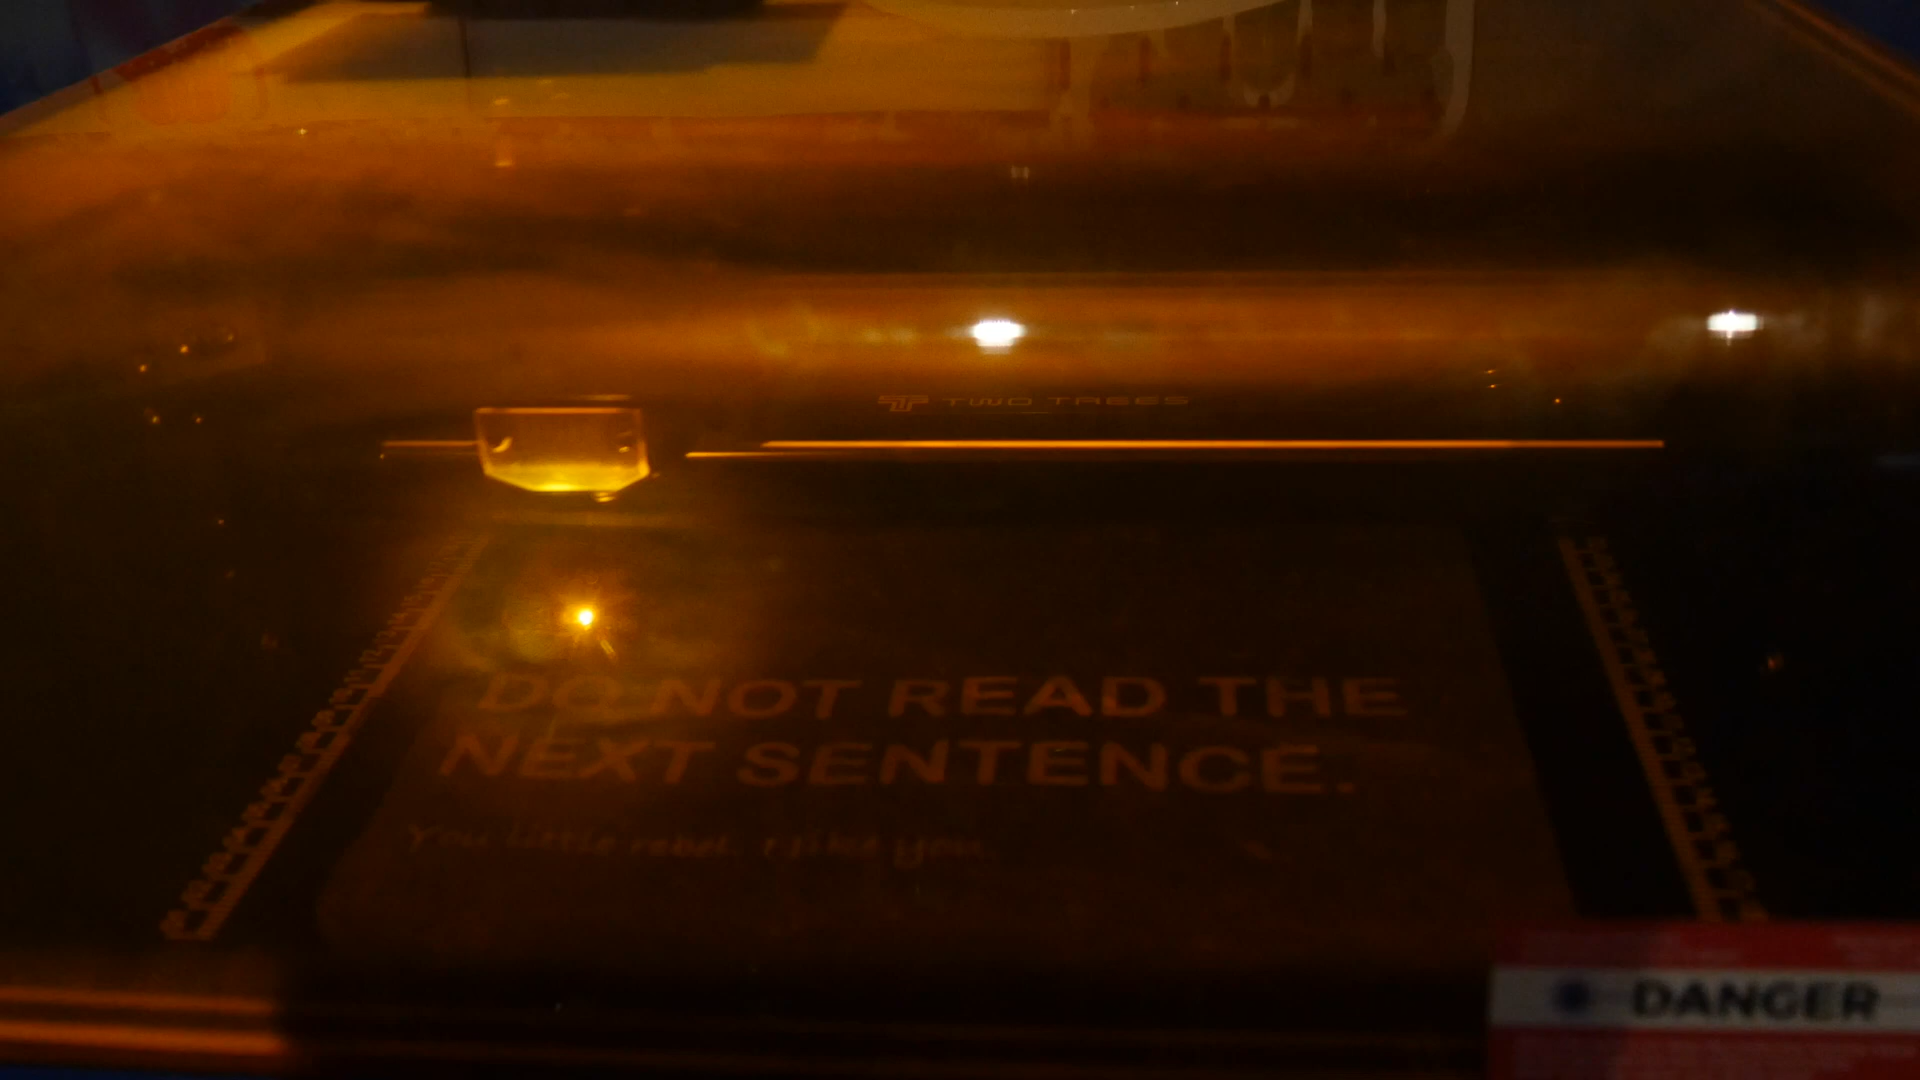 TWO TREES
DO NOT READ THE
NEXT SENTENCE.
You little rebel, I like you.
DANGER